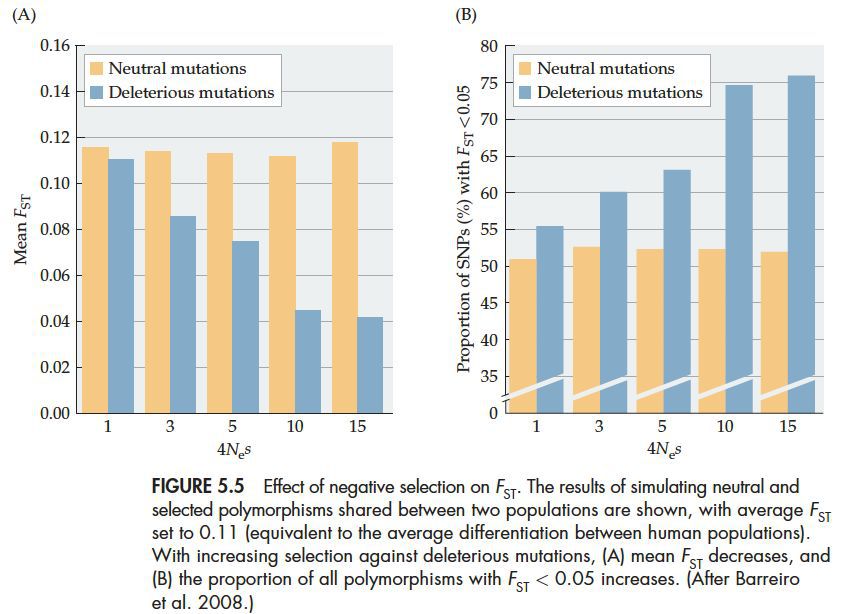 (A)
Mean FST
0.16
0.14
0.12
0.10
0.08
0.06
0.04
0.02
0.00
Neutral mutations
Deleterious mutations
1 3 5 10 15
4Nes
(B)
Proportion of SNPs (%) with FST < 0.05
80
75
70
65
60
55
50
45
40
35
0
Neutral mutations
Deleterious mutations
1 3 5 10 15
4Nes
FIGURE 5.5 Effect of negative selection on FST. The results of simulating neutral and
selected polymorphisms shared between two populations are shown, with average FST
set to 0.11 (equivalent to the average differentiation between human populations).
With increasing selection against deleterious mutations, (A) mean FST decreases, and
(B) the proportion of all polymorphisms with FST < 0.05 increases. (After Barreiro
et al. 2008.)